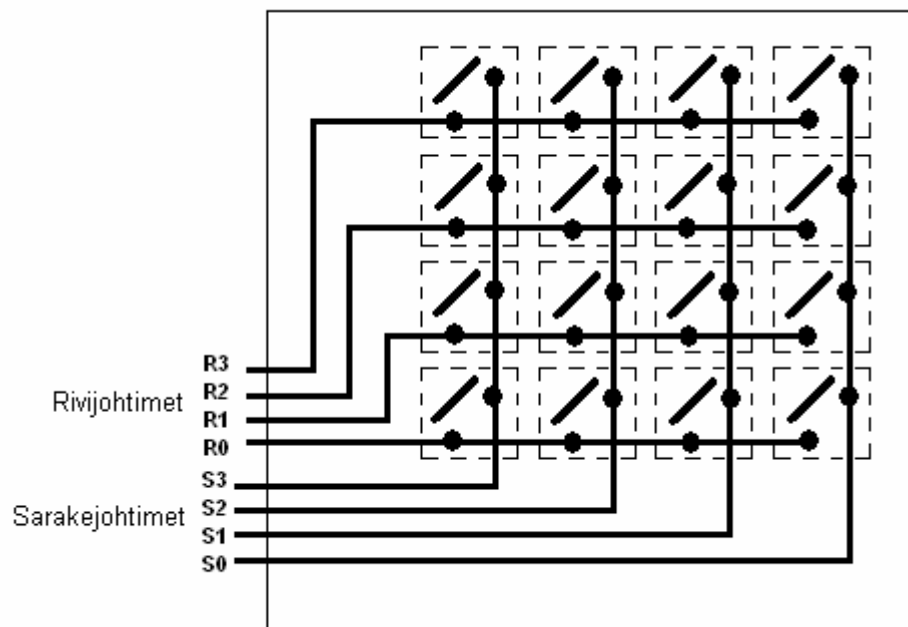 R3
R2
Rivijohtimet
R1
R0
S3
S2
Sarakejohtimet
S1
S0